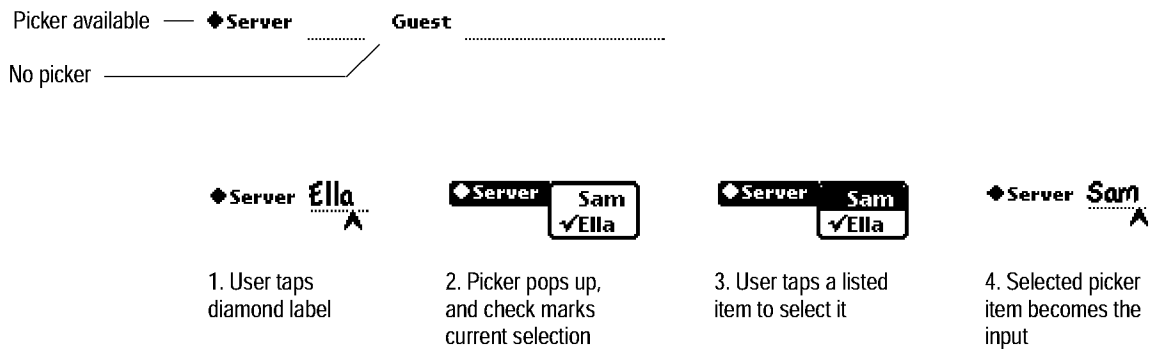 Picker available ◆Server Guest
No picker
◆Server Ella ◆Server Sam ◆Server Sam ◆Server Sam
✓Ella ✓Ella
1. User taps 2. Picker pops up, 3. User taps a listed 4. Selected picker
diamond label and check marks item to select it item becomes the
current selection input